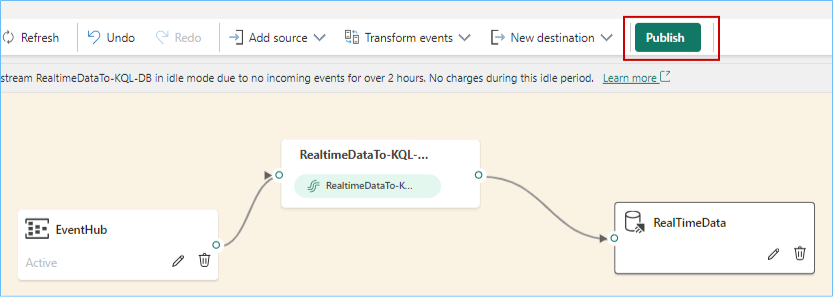 Refresh Undo Redo Add source Transform events New destination Publish
stream RealtimeDataTo-KQL-DB in idle mode due to no incoming events for over 2 hours. No charges during this idle period. Learn more
RealtimeDataTo-KQL-...
RealtimeDataTo-K...
EventHub
Active
RealTimeData